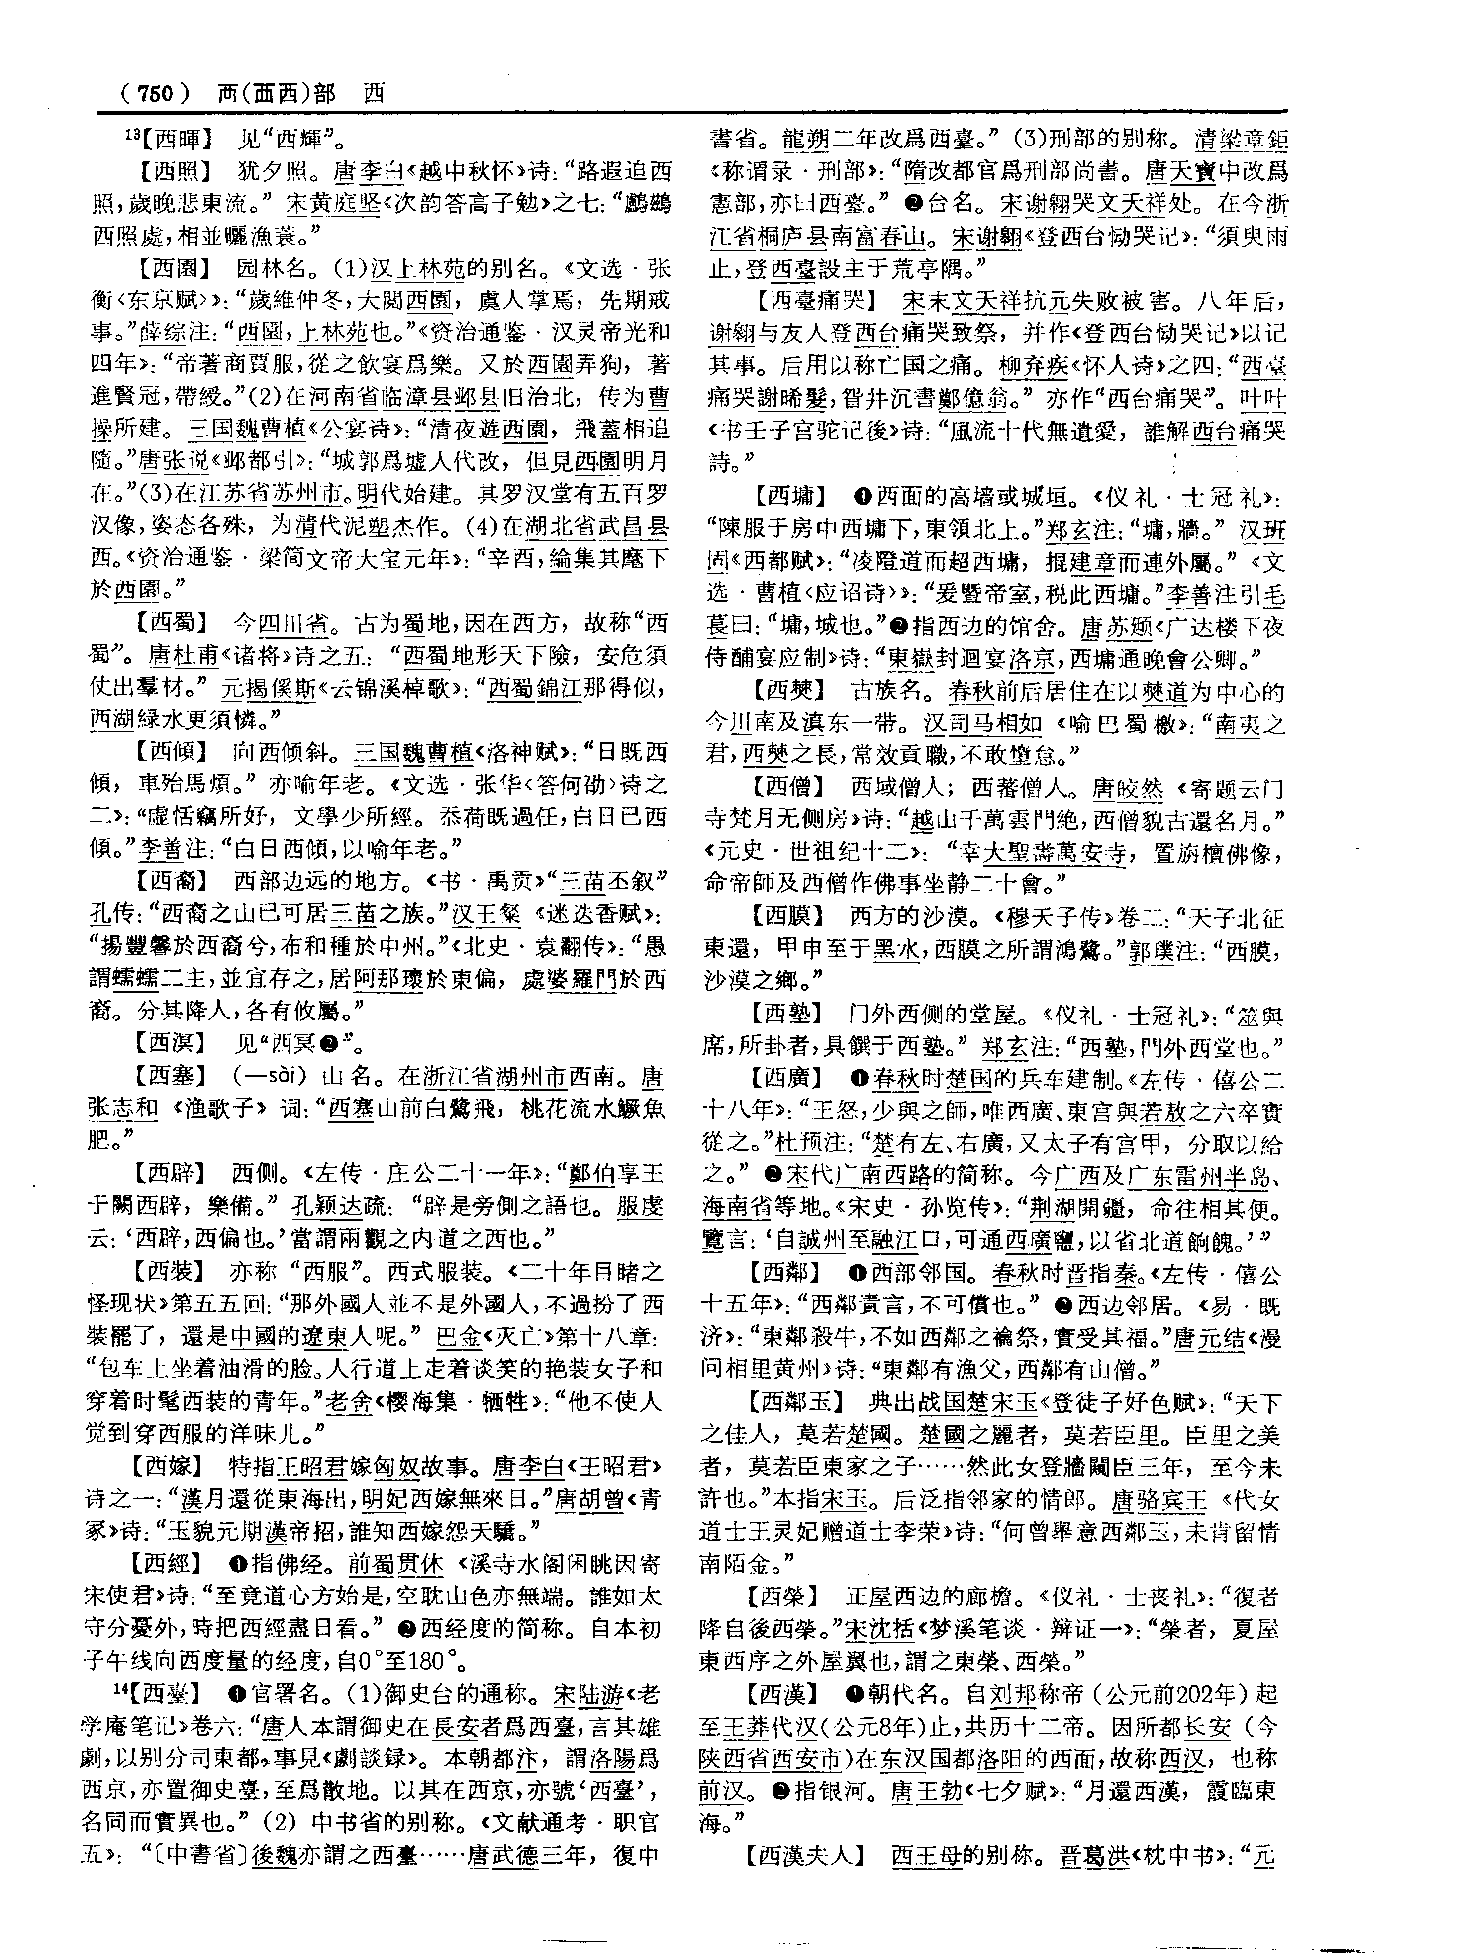 (750) 襾(覀西)部 西
13【西暉】 见“西輝”。
【西照】 犹夕照。唐李白《越中秋怀》诗：“路遐迫西
照，歲晚悲東流。” 宋黄庭坚《次韵答高子勉》之七：“鸕鷀
西照處，相並曬漁蓑。”
【西園】 园林名。(1)汉上林苑的别名。《文选·张
衡〈东京赋〉》：“歲維仲冬，大閲西園，虞人掌焉，先期戒
事。”薛综注：“西園，上林苑也。”《资治通鉴·汉灵帝光和
四年》：“帝著商賈服，從之飲宴爲樂。又於西園弄狗，著
進賢冠，帶綬。”(2)在河南省临漳县邺县旧治北，传为曹
操所建。三国魏曹植《公宴诗》：“清夜遊西園，飛蓋相追
隨。”唐张说《邺都引》：“城郭爲墟人代改，但見西園明月
在。”(3)在江苏省苏州市。明代始建。其罗汉堂有五百罗
汉像，姿态各殊，为清代泥塑杰作。(4)在湖北省武昌县
西。《资治通鉴·梁简文帝大宝元年》：“辛酉，綸集其麾下
於西園。”
【西蜀】 今四川省。古为蜀地，因在西方，故称“西
蜀”。唐杜甫《诸将》诗之五：“西蜀地形天下險，安危須
仗出羣材。” 元揭傒斯《云锦溪棹歌》：“西蜀錦江那得似，
西湖緑水更須憐。”
【西傾】 向西倾斜。三国魏曹植《洛神赋》：“日既西
傾，車殆馬煩。” 亦喻年老。《文选·张华〈答何劭〉诗之
二》：“虚恬竊所好，文學少所經。忝荷既過任，白日已西
傾。”李善注：“白日西傾，以喻年老。”
【西裔】 西部边远的地方。《书·禹贡》“三苗丕叙”
孔传：“西裔之山已可居三苗之族。”汉王粲《迷迭香赋》：
“揚豐馨於西裔兮，布和種於中州。”《北史·袁翻传》：“愚
謂蠕蠕二主，並宜存之，居阿那瓌於東偏，處婆羅門於西
裔。分其降人，各有攸屬。”
【西溟】 见“西冥❷”。
【西塞】 (—sài) 山名。在浙江省湖州市西南。唐
张志和《渔歌子》词：“西塞山前白鷺飛，桃花流水鱖魚
肥。”
【西辟】 西侧。《左传·庄公二十一年》：“鄭伯享王
于闕西辟，樂備。” 孔颖达疏：“辟是旁側之語也。服虔
云：‘西辟，西偏也。’當謂兩觀之内道之西也。”
【西裝】 亦称“西服”。西式服装。《二十年目睹之
怪现状》第五五回：“那外國人並不是外國人，不過扮了西
裝罷了，還是中國的遼東人呢。” 巴金《灭亡》第十八章：
“包车上坐着油滑的脸。人行道上走着谈笑的艳装女子和
穿着时髦西装的青年。”老舍《樱海集·牺牲》：“他不使人
觉到穿西服的洋味儿。”
【西嫁】 特指王昭君嫁匈奴故事。唐李白《王昭君》
诗之一：“漢月還從東海出，明妃西嫁無來日。”唐胡曾《青
冢》诗：“玉貌元期漢帝招，誰知西嫁怨天驕。”
【西經】 ❶指佛经。前蜀贯休《溪寺水阁闲眺因寄
宋使君》诗：“至竟道心方始是，空耽山色亦無端。誰如太
守分憂外，時把西經盡日看。” ❷西经度的简称。自本初
子午线向西度量的经度，自0°至180°。
14【西臺】 ❶官署名。(1)御史台的通称。宋陆游《老
学庵笔记》卷六：“唐人本謂御史在長安者爲西臺，言其雄
劇，以别分司東都，事見《劇談録》。本朝都汴，謂洛陽爲
西京，亦置御史臺，至爲散地。以其在西京，亦號‘西臺’，
名同而實異也。” (2) 中书省的别称。《文献通考·职官
五》：“〔中書省〕後魏亦謂之西臺……唐武德三年，復中
書省。龍朔二年改爲西臺。” (3)刑部的别称。清梁章鉅
《称谓录·刑部》：“隋改都官爲刑部尚書。唐天寶中改爲
憲部，亦曰西臺。” ❷台名。宋谢翱哭文天祥处。在今浙
江省桐庐县南富春山。宋谢翱《登西台恸哭记》：“須臾雨
止，登西臺設主于荒亭隅。”
【西臺痛哭】 宋末文天祥抗元失败被害。八年后，
谢翱与友人登西台痛哭致祭，并作《登西台恸哭记》以记
其事。后用以称亡国之痛。柳弃疾《怀人诗》之四：“西臺
痛哭謝晞髮，眢井沉書鄭億翁。” 亦作“西台痛哭”。叶叶
《书壬子宫驼记後》诗：“風流十代無遺愛，誰解西台痛哭
詩。”
【西墉】 ❶西面的高墙或城垣。《仪礼·士冠礼》：
“陳服于房中西墉下，東領北上。”郑玄注：“墉，牆。” 汉班
固《西都赋》：“凌隥道而超西墉，掍建章而連外屬。” 《文
选·曹植〈应诏诗〉》：“爰暨帝室，税此西墉。”李善注引毛
萇曰：“墉，城也。”❷指西边的馆舍。唐苏颋《广达楼下夜
侍酺宴应制》诗：“東嶽封迴宴洛京，西墉通晚會公卿。”
【西僰】 古族名。春秋前后居住在以僰道为中心的
今川南及滇东一带。汉司马相如《喻巴蜀檄》：“南夷之
君，西僰之長，常效貢職，不敢墮怠。”
【西僧】 西域僧人；西蕃僧人。唐皎然《寄题云门
寺梵月无侧房》诗：“越山千萬雲門絶，西僧貌古還名月。”
《元史·世祖纪十二》：“幸大聖壽萬安寺，置旃檀佛像，
命帝師及西僧作佛事坐静二十會。”
【西膜】 西方的沙漠。《穆天子传》卷二：“天子北征
東還，甲申至于黑水，西膜之所謂鴻鷺。”郭璞注：“西膜，
沙漠之鄉。”
【西塾】 门外西侧的堂屋。《仪礼·士冠礼》：“筮與
席，所卦者，具饌于西塾。” 郑玄注：“西塾，門外西堂也。”
【西廣】 ❶春秋时楚国的兵车建制。《左传·僖公二
十八年》：“王怒，少與之師，唯西廣、東宫與若敖之六卒實
從之。”杜预注：“楚有左、右廣，又太子有宫甲，分取以給
之。” ❷宋代广南西路的简称。今广西及广东雷州半岛、
海南省等地。《宋史·孙览传》：“荆湖開疆，命往相其便。
覽言：‘自誠州至融江口，可通西廣鹽，以省北道餉餽。’”
【西鄰】 ❶西部邻国。春秋时晋指秦。《左传·僖公
十五年》：“西鄰責言，不可償也。” ❷西边邻居。《易·既
济》：“東鄰殺牛，不如西鄰之禴祭，實受其福。”唐元结《漫
问相里黄州》诗：“東鄰有漁父，西鄰有山僧。”
【西鄰玉】 典出战国楚宋玉《登徒子好色赋》：“天下
之佳人，莫若楚國。楚國之麗者，莫若臣里。臣里之美
者，莫若臣東家之子……然此女登牆闚臣三年，至今未
許也。”本指宋玉。后泛指邻家的情郎。唐骆宾王《代女
道士王灵妃赠道士李荣》诗：“何曾舉意西鄰玉，未肯留情
南陌金。”
【西榮】 正屋西边的廊檐。《仪礼·士丧礼》：“復者
降自後西榮。”宋沈括《梦溪笔谈·辩证一》：“榮者，夏屋
東西序之外屋翼也，謂之東榮、西榮。”
【西漢】 ❶朝代名。自刘邦称帝（公元前202年）起
至王莽代汉（公元8年）止，共历十二帝。因所都长安（今
陕西省西安市）在东汉国都洛阳的西面，故称西汉，也称
前汉。❷指银河。唐王勃《七夕赋》：“月還西漢，霞臨東
海。”
【西漢夫人】 西王母的别称。晋葛洪《枕中书》：“元